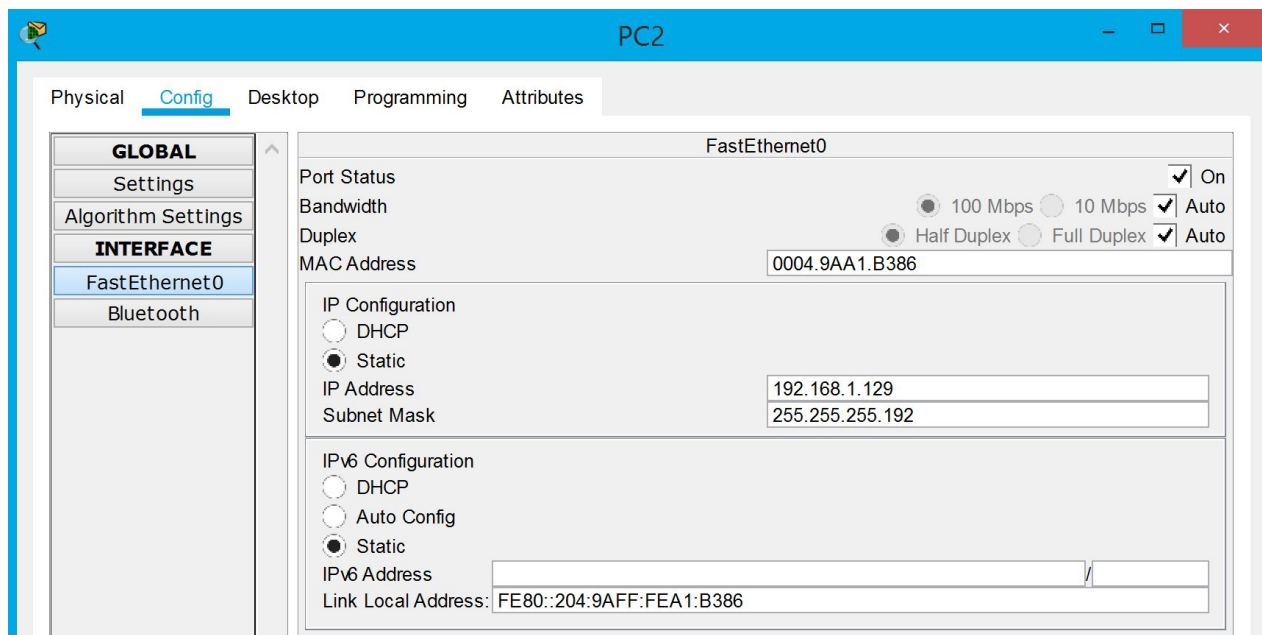 PC2
Physical Config Desktop Programming Attributes
GLOBAL
Settings
Algorithm Settings
INTERFACE
FastEthernet0
Bluetooth
FastEthernet0
Port Status On
Bandwidth 100 Mbps 10 Mbps Auto
Duplex Half Duplex Full Duplex Auto
MAC Address 0004.9AA1.B386
IP Configuration
DHCP
Static
IP Address 192.168.1.129
Subnet Mask 255.255.255.192
IPv6 Configuration
DHCP
Auto Config
Static
IPv6 Address /
Link Local Address: FE80::204:9AFF:FEA1:B386